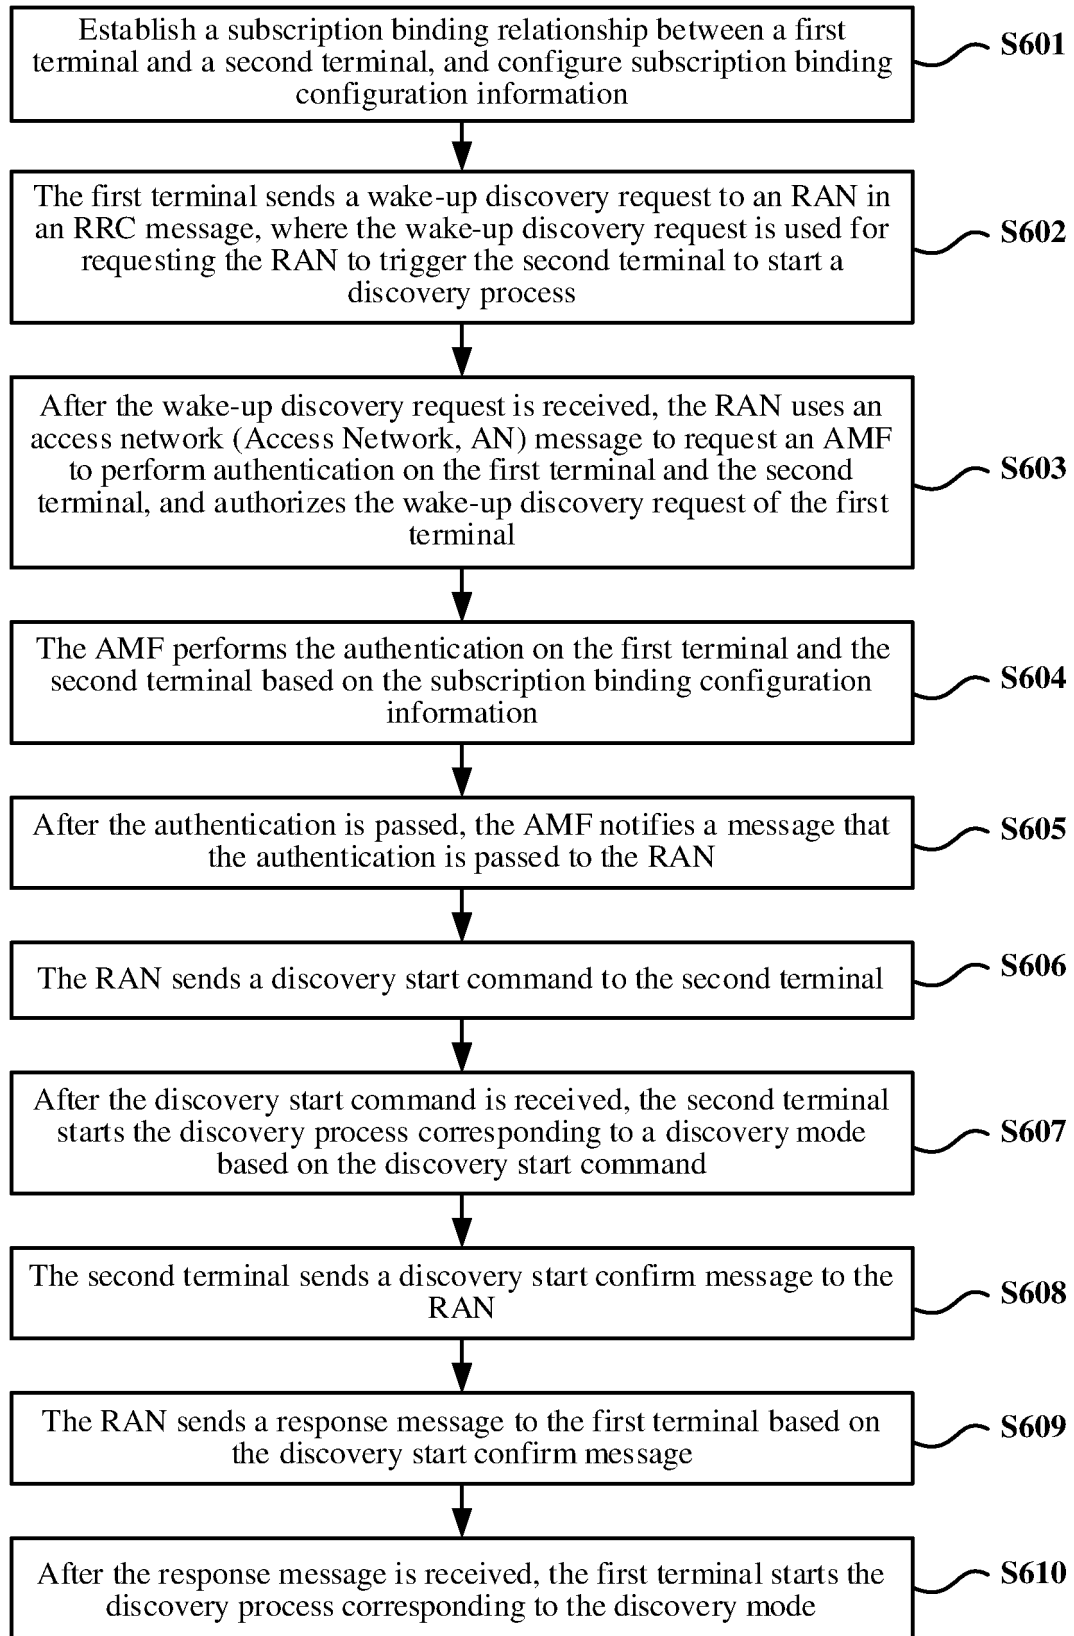 Establish a subscription binding relationship between a first
terminal and a second terminal, and configure subscription binding
configuration information
S601
The first terminal sends a wake-up discovery request to an RAN in
an RRC message, where the wake-up discovery request is used for
requesting the RAN to trigger the second terminal to start a
discovery process
S602
After the wake-up discovery request is received, the RAN uses an
access network (Access Network, AN) message to request an AMF
to perform authentication on the first terminal and the second
terminal, and authorizes the wake-up discovery request of the first
terminal
S603
The AMF performs the authentication on the first terminal and the
second terminal based on the subscription binding configuration
information
S604
After the authentication is passed, the AMF notifies a message that
the authentication is passed to the RAN
S605
The RAN sends a discovery start command to the second terminal
S606
After the discovery start command is received, the second terminal
starts the discovery process corresponding to a discovery mode
based on the discovery start command
S607
The second terminal sends a discovery start confirm message to the
RAN
S608
The RAN sends a response message to the first terminal based on
the discovery start confirm message
S609
After the response message is received, the first terminal starts the
discovery process corresponding to the discovery mode
S610